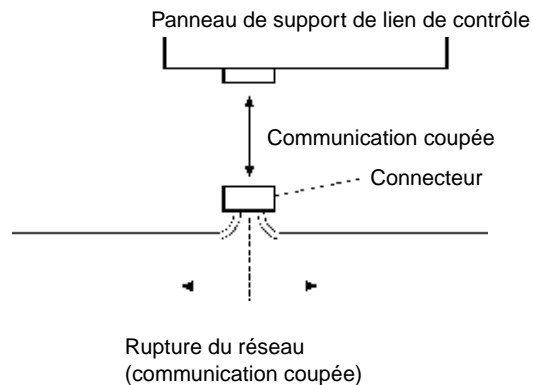 Panneau de support de lien de contrôle
Communication coupée
Connecteur
Rupture du réseau
(communication coupée)